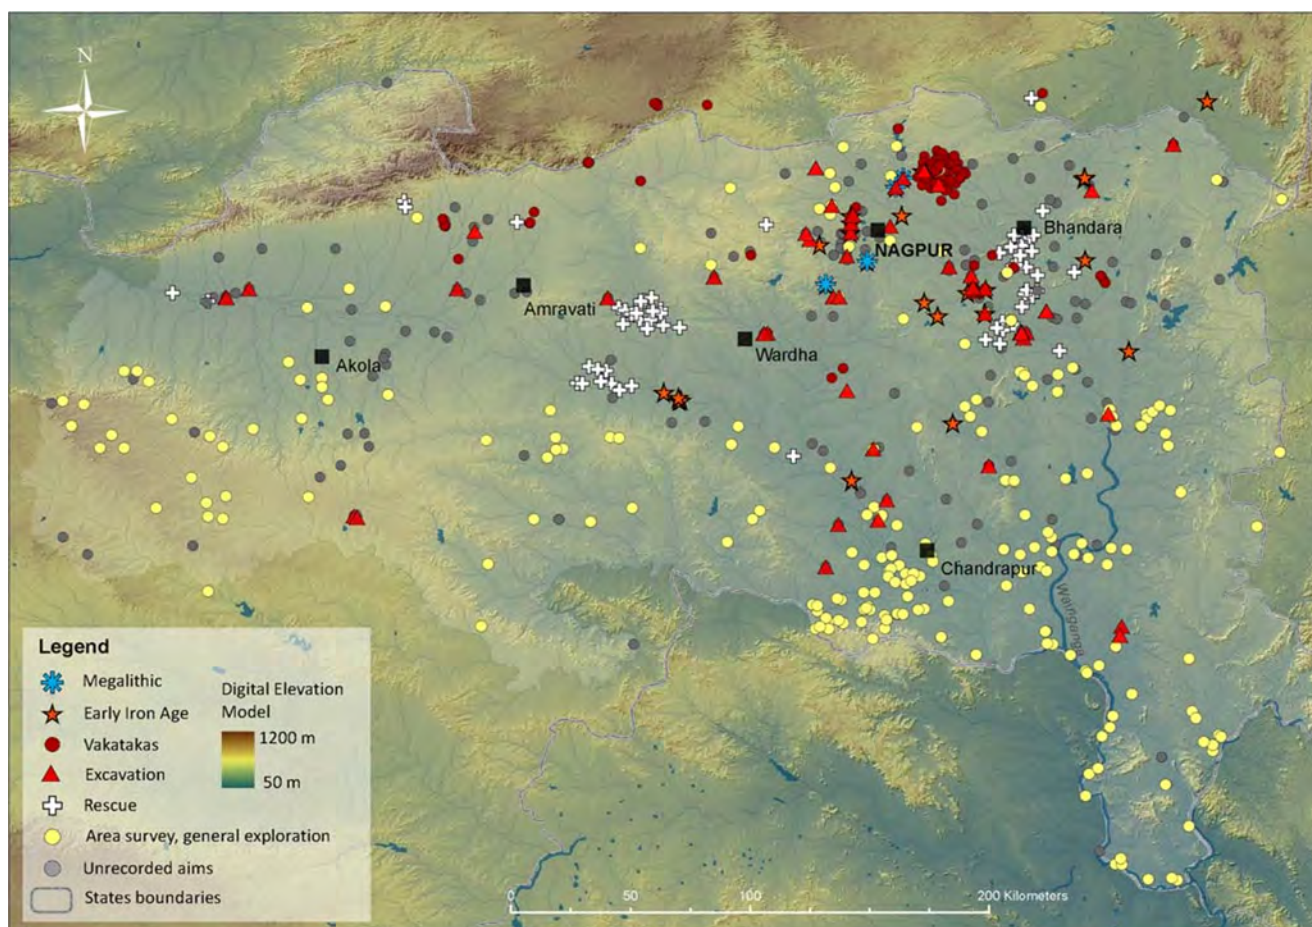 N
Bhandara
NAGPUR
Amravati
Wardha
Akola
Chandrapur
Wainganga
Legend
Megalithic
Early Iron Age
Vakatakas
Excavation
Rescue
Area survey, general exploration
Unrecorded aims
States boundaries
Digital Elevation
Model
1200 m
50 m
0 50 100 200 Kilometers